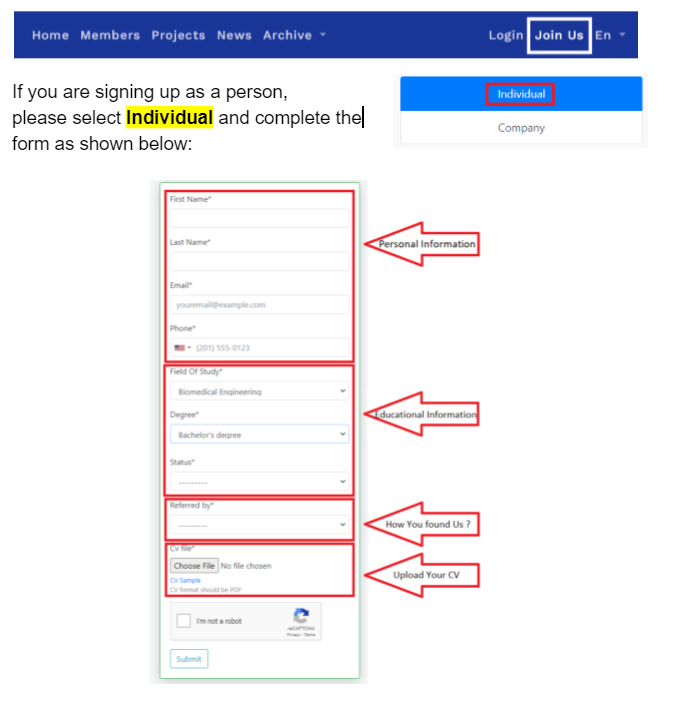 Home Members Projects News Archive Login Join Us En
If you are signing up as a person,
please select Individual and complete the
form as shown below:
Individual
Company
First Name*
Last Name*
Personal Information
Email*
youremail@example.com
Phone*
(201) 555-0123
Field Of Study*
Biomedical Engineering
Degree*
Educational Information
Bachelor's degree
Status*
---------
Referred by*
---------
How You found Us ?
Cv file*
Choose File No file chosen
Upload Your CV
CV Sample
CV format should be PDF
I'm not a robot
reCAPTCHA
Privacy - Terms
Submit